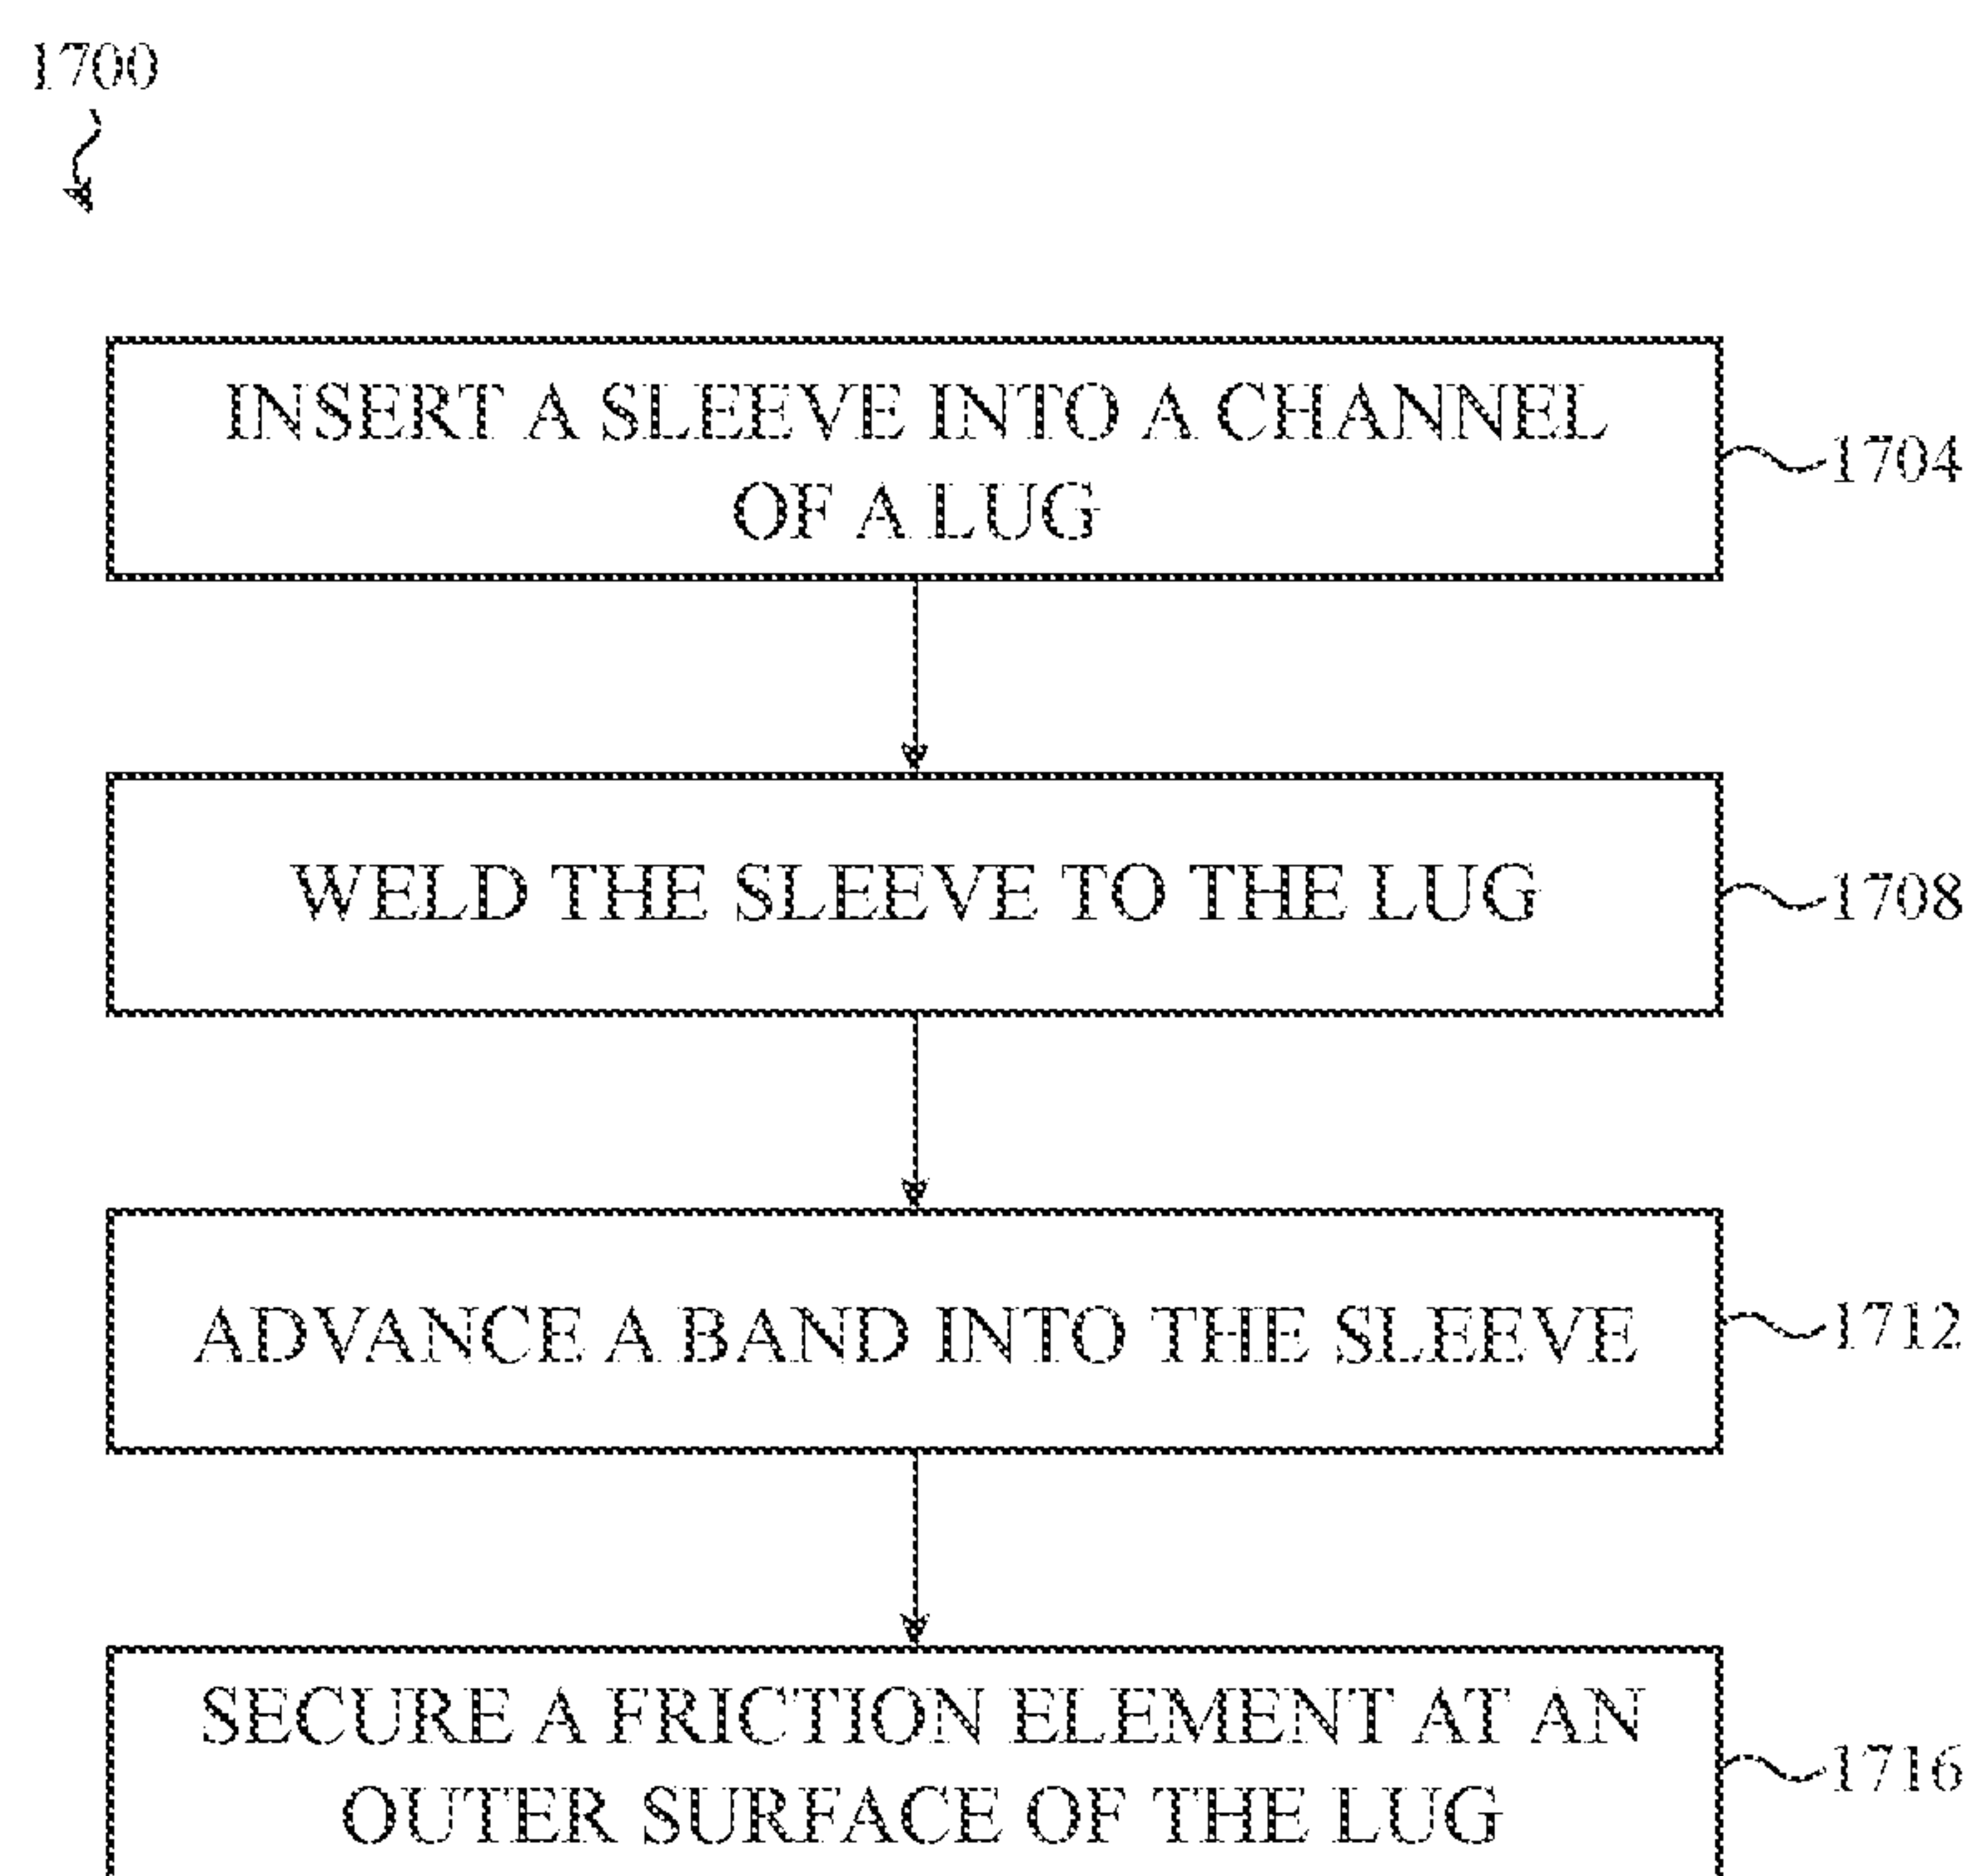 1700
INSERT A SLEEVE INTO A CHANNEL
OF A LUG
1704
WELD THE SLEEVE TO THE LUG
1708
ADVANCE A BAND INTO THE SLEEVE
1712
SECURE A FRICTION ELEMENT AT AN
OUTER SURFACE OF THE LUG
1716